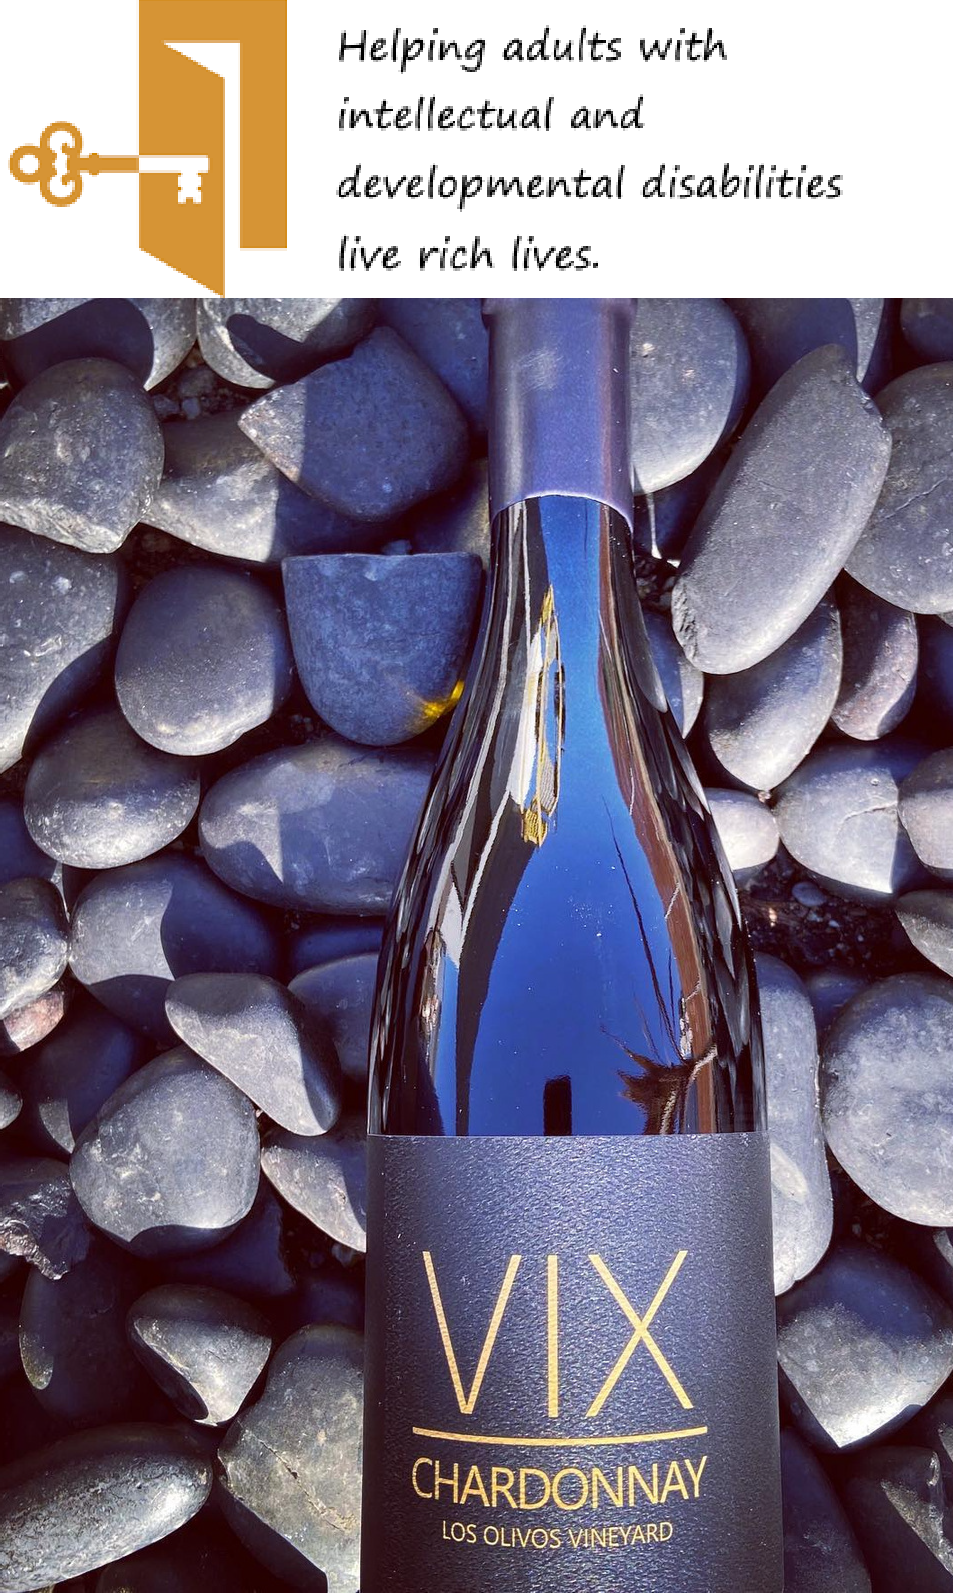 Helping adults with
intellectual and
developmental disabilities
live rich lives.
VIX
CHARDONNAY
LOS OLIVOS VINEYARD